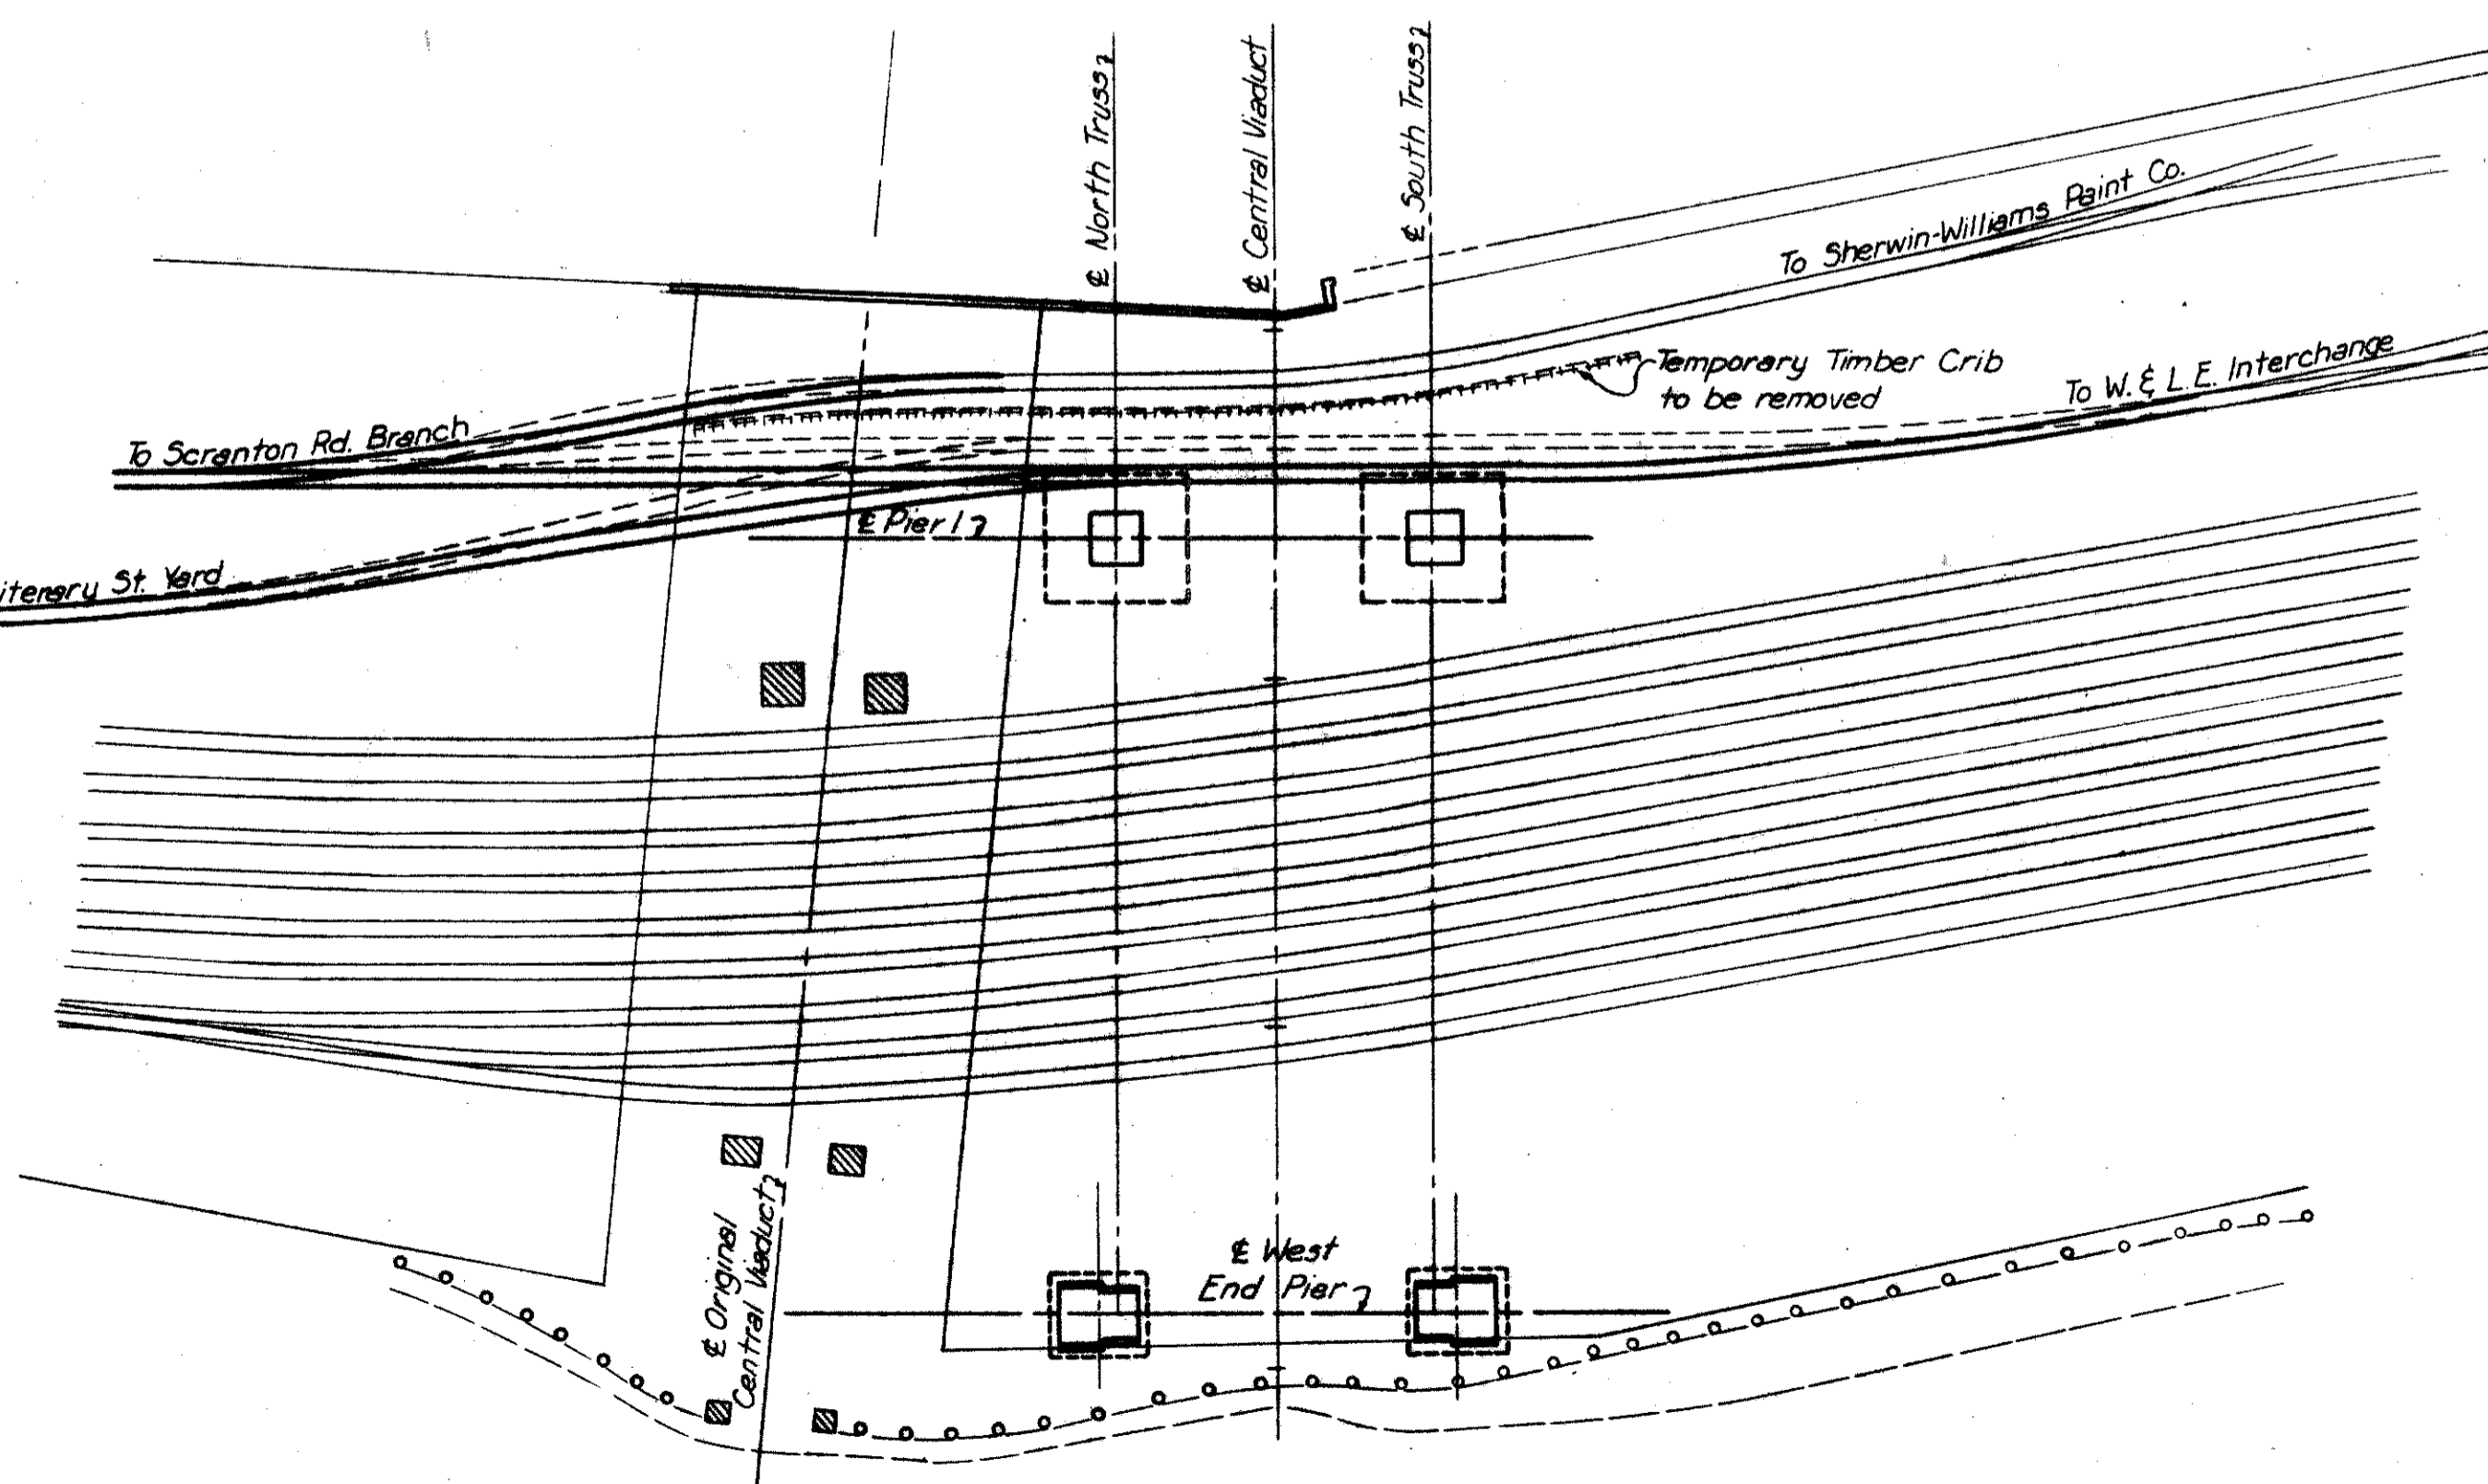 ℄ North Truss
℄ Central Viaduct
℄ South Truss
To Sherwin-Williams Paint Co.
Temporary Timber Crib
to be removed
To W. & L.E. Interchange
To Scranton Rd. Branch
℄ Pier 1
iterary St. Yard
℄ Original
Central Viaduct
℄ West
End Pier